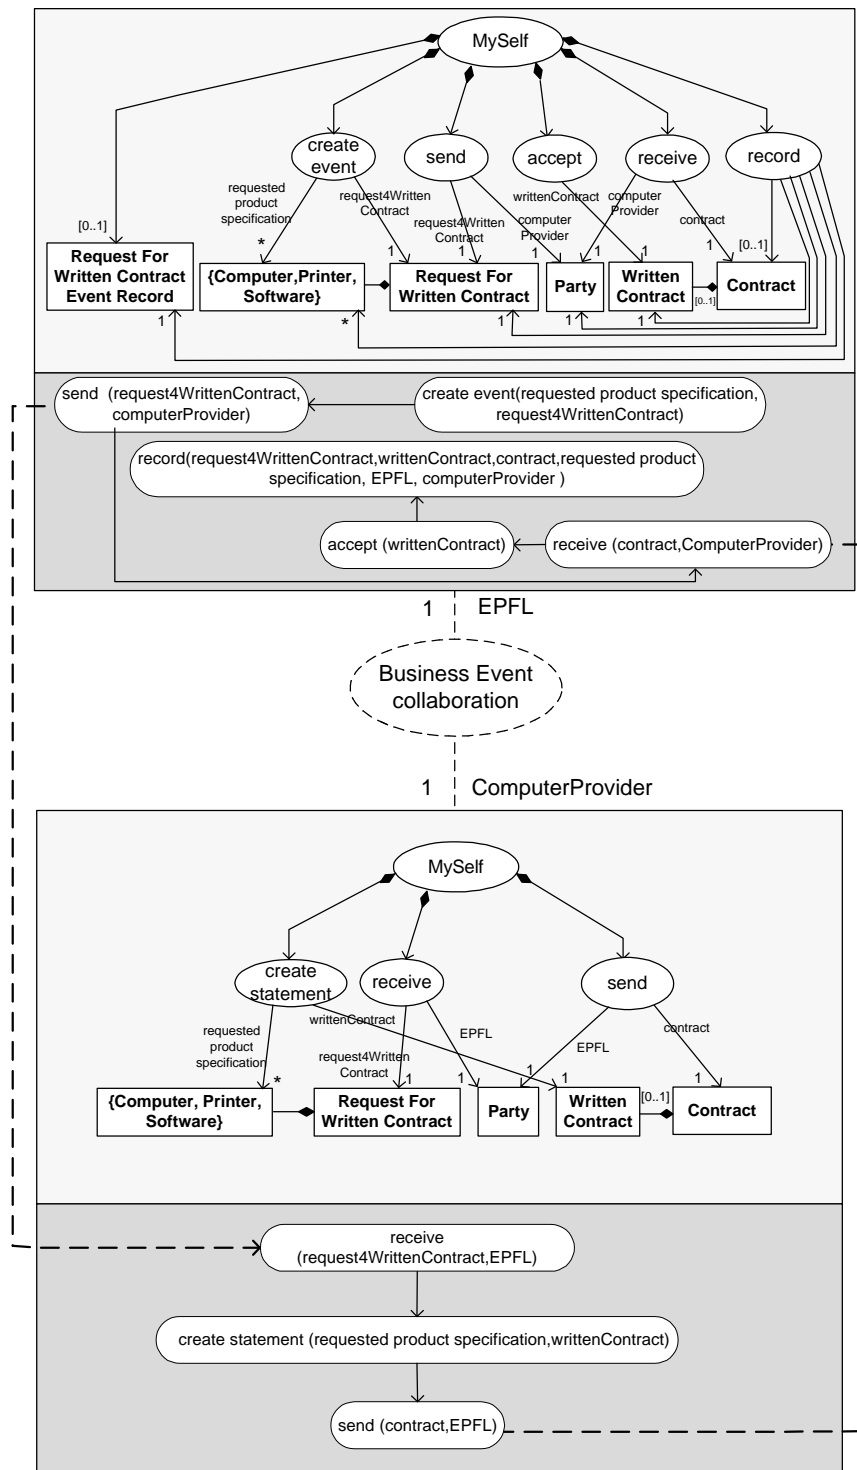 MySelf
create
event
send
accept
receive
record
requested
product
specification
request4Written
Contract
request4Written
Contract
computer
Provider
writtenContract
computer
Provider
contract
[0..1]
*
1
1
1
1
1
1
[0..1]
Request For
Written Contract
Event Record
{Computer,Printer,
Software}
Request For
Written Contract
Party
Written
Contract
[0..1]
Contract
1
*
1
1
1
send (request4WrittenContract,
computerProvider)
create event(requested product specification,
request4WrittenContract)
record(request4WrittenContract,writtenContract,contract,requested product
specification, EPFL, computerProvider )
accept (writtenContract)
receive (contract,ComputerProvider)
1 EPFL
Business Event
collaboration
1 ComputerProvider
MySelf
create
statement
receive
send
requested
product
specification
writtenContract
request4Written
Contract
EPFL
EPFL
contract
*
1
1
1
1
1
{Computer, Printer,
Software}
Request For
Written Contract
Party
Written
Contract
[0..1]
Contract
receive
(request4WrittenContract,EPFL)
create statement (requested product specification,writtenContract)
send (contract,EPFL)